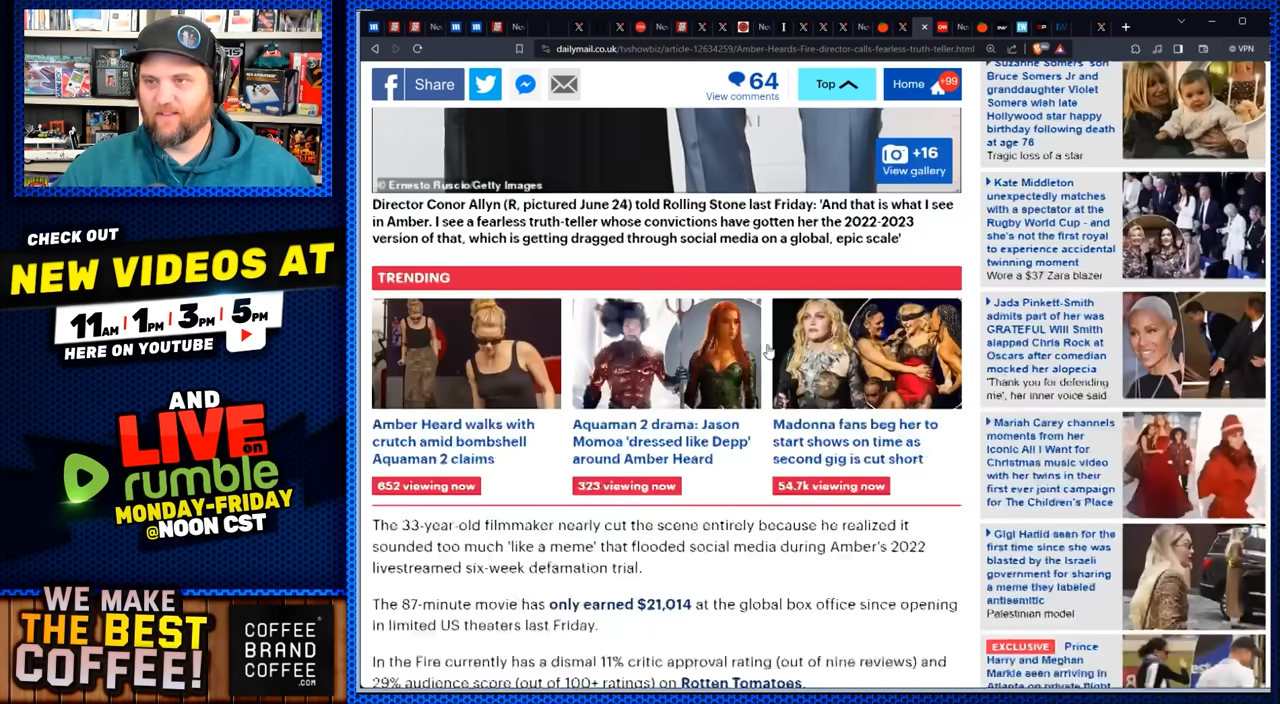 CHECK OUT
NEW VIDEOS AT
11AM | 1PM | 3PM | 5PM
HERE ON YOUTUBE
AND
LIVE on
rumble
MONDAY-FRIDAY
@NOON CST
WE MAKE
THE BEST
COFFEE!
COFFEE
BRAND
COFFEE
.COM
dailymail.co.uk/tvshowbiz/article-12634259/Amber-Heards-Fire-director-calls-fearless-truth-teller.html
VPN
Share
64
View comments
Top
Home
+99
+16
View gallery
© Ernesto Ruscio/Getty Images
Director Conor Allyn (R, pictured June 24) told Rolling Stone last Friday: 'And that is what I see
in Amber. I see a fearless truth-teller whose convictions have gotten her the 2022-2023
version of that, which is getting dragged through social media on a global, epic scale'
TRENDING
Amber Heard walks with
crutch amid bombshell
Aquaman 2 claims
652 viewing now
Aquaman 2 drama: Jason
Momoa 'dressed like Depp'
around Amber Heard
323 viewing now
Madonna fans beg her to
start shows on time as
second gig is cut short
54.7k viewing now
The 33-year-old filmmaker nearly cut the scene entirely because he realized it
sounded too much 'like a meme' that flooded social media during Amber's 2022
livestreamed six-week defamation trial.
The 87-minute movie has only earned $21,014 at the global box office since opening
in limited US theaters last Friday.
In the Fire currently has a dismal 11% critic approval rating (out of nine reviews) and
29% audience score (out of 100+ ratings) on Rotten Tomatoes.
Suzanne Somers' son
Bruce Somers Jr and
granddaughter Violet
Somers wish late
Hollywood star happy
birthday following death
at age 76
Tragic loss of a star
Kate Middleton
unexpectedly matches
with a spectator at the
Rugby World Cup - and
she's not the first royal
to experience accidental
twinning moment
Wore a $37 Zara blazer
Jada Pinkett-Smith
admits part of her was
GRATEFUL Will Smith
slapped Chris Rock at
Oscars after comedian
mocked her alopecia
'Thank you for defending
me', her inner voice said
Mariah Carey channels
moments from her
iconic All I Want for
Christmas music video
with her twins in their
first ever joint campaign
for The Children's Place
Gigi Hadid seen for the
first time since she was
blasted by the Israeli
government for sharing
a meme they labeled
antisemitic
Palestinian model
EXCLUSIVE Prince
Harry and Meghan
Markle seen arriving in
Atlanta on private flight